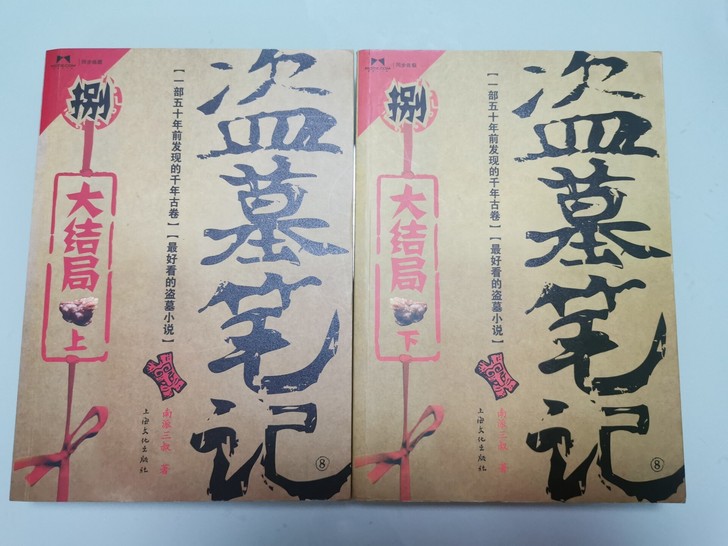 捌
大结局
上
【一部五十年前发现的千年古卷】【最好看的盗墓小说】
盗墓笔记
南派三叔 著
上海文化出版社
⑧
捌
大结局
下
【一部五十年前发现的千年古卷】【最好看的盗墓小说】
盗墓笔记
南派三叔 著
上海文化出版社
⑧